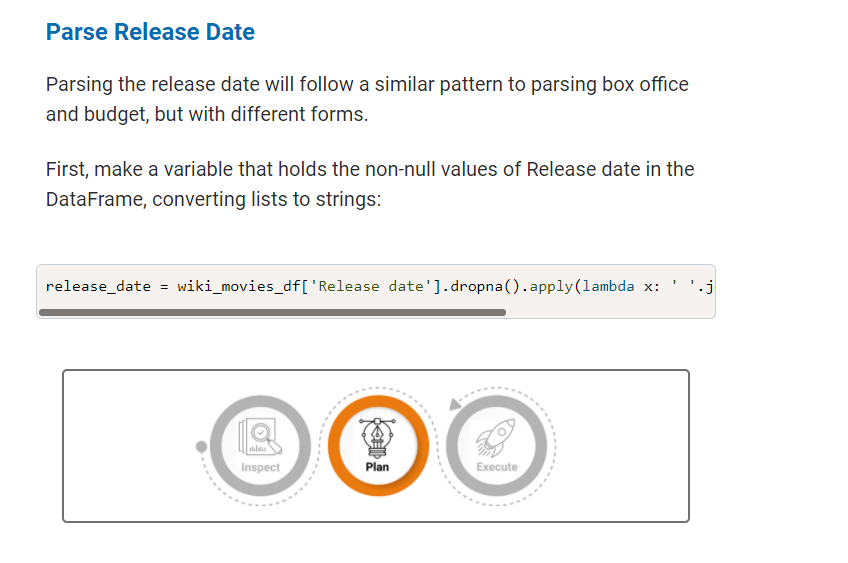 Parse Release Date
Parsing the release date will follow a similar pattern to parsing box office
and budget, but with different forms.
First, make a variable that holds the non-null values of Release date in the
DataFrame, converting lists to strings:
release_date = wiki_movies_df['Release date'].dropna().apply(lambda x: ' '.j
Inspect
Plan
Execute